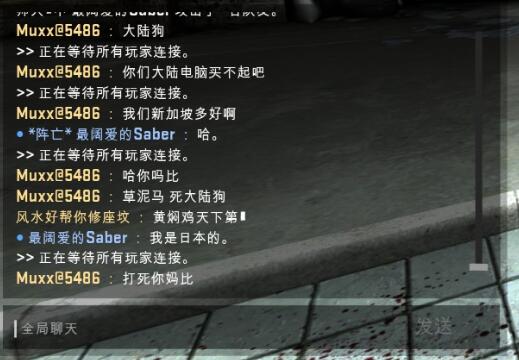 Muxx@5486 : 大陆狗
>> 正在等待所有玩家连接。
Muxx@5486 : 你们大陆电脑买不起吧
>> 正在等待所有玩家连接。
Muxx@5486 : 我们新加坡多好啊
*阵亡* 最阔爱的Saber : 哈。
>> 正在等待所有玩家连接。
Muxx@5486 : 哈你吗比
Muxx@5486 : 草泥马 死大陆狗
风水好帮你修座坟 : 黄焖鸡天下第
最阔爱的Saber : 我是日本的。
>> 正在等待所有玩家连接。
Muxx@5486 : 打死你妈比
全局聊天
发送